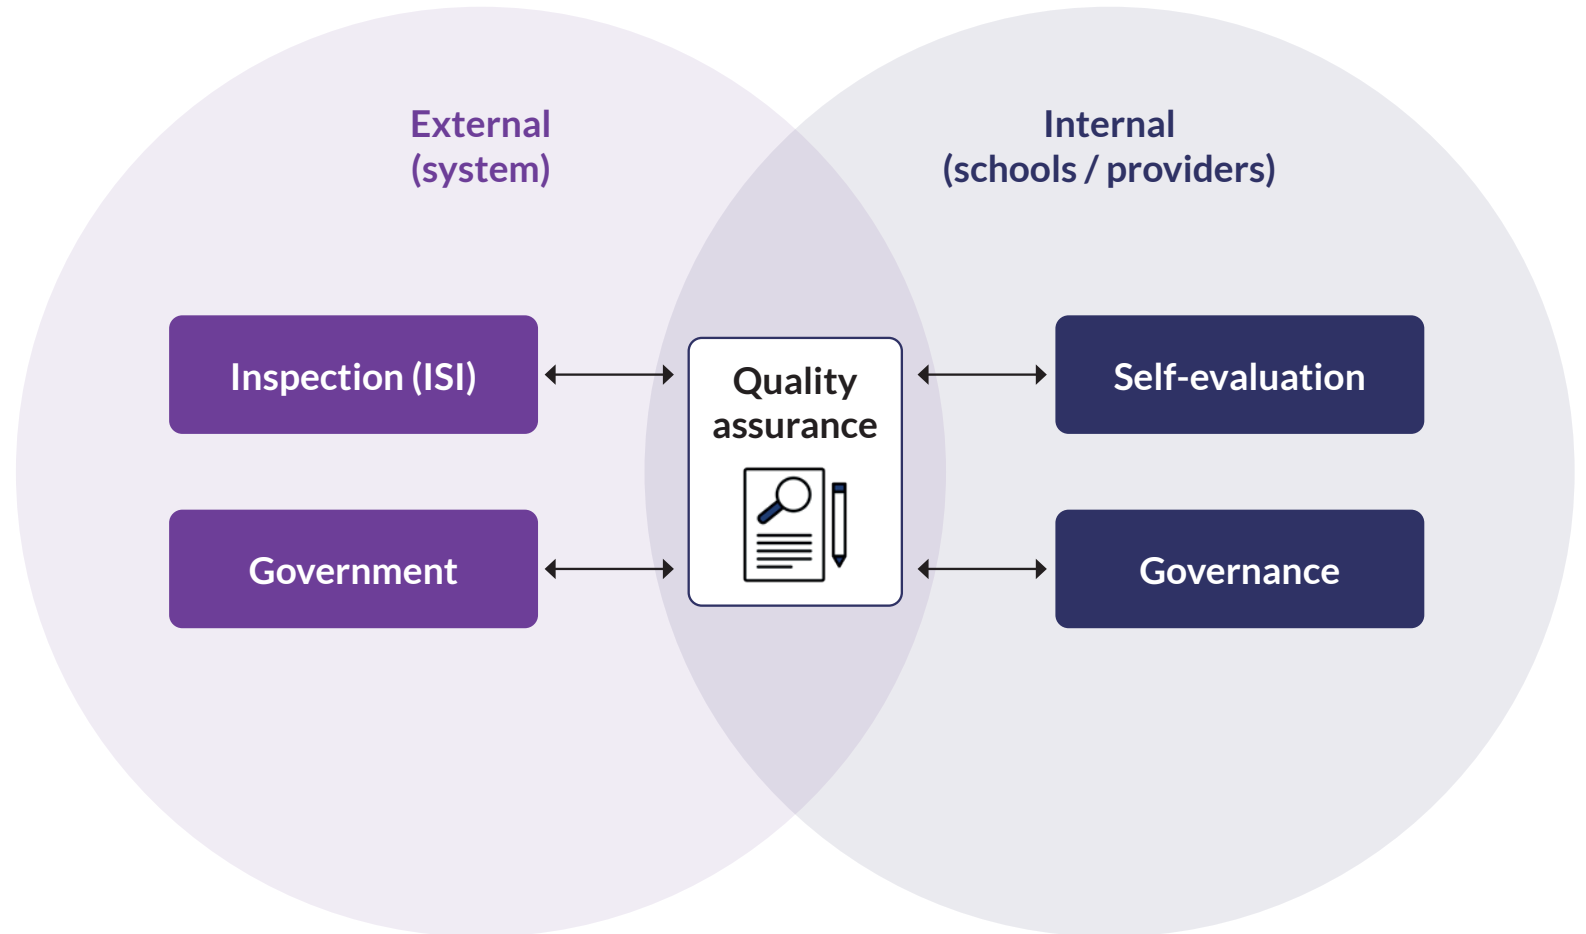 External
(system)
Internal
(schools / providers)
Inspection (ISI)
Government
Quality
assurance
Self-evaluation
Governance